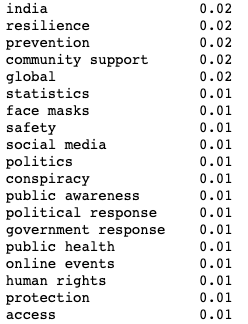 india 0.02
resilience 0.02
prevention 0.02
community support 0.02
global 0.02
statistics 0.01
face masks 0.01
safety 0.01
social media 0.01
politics 0.01
conspiracy 0.01
public awareness 0.01
political response 0.01
government response 0.01
public health 0.01
online events 0.01
human rights 0.01
protection 0.01
access 0.01